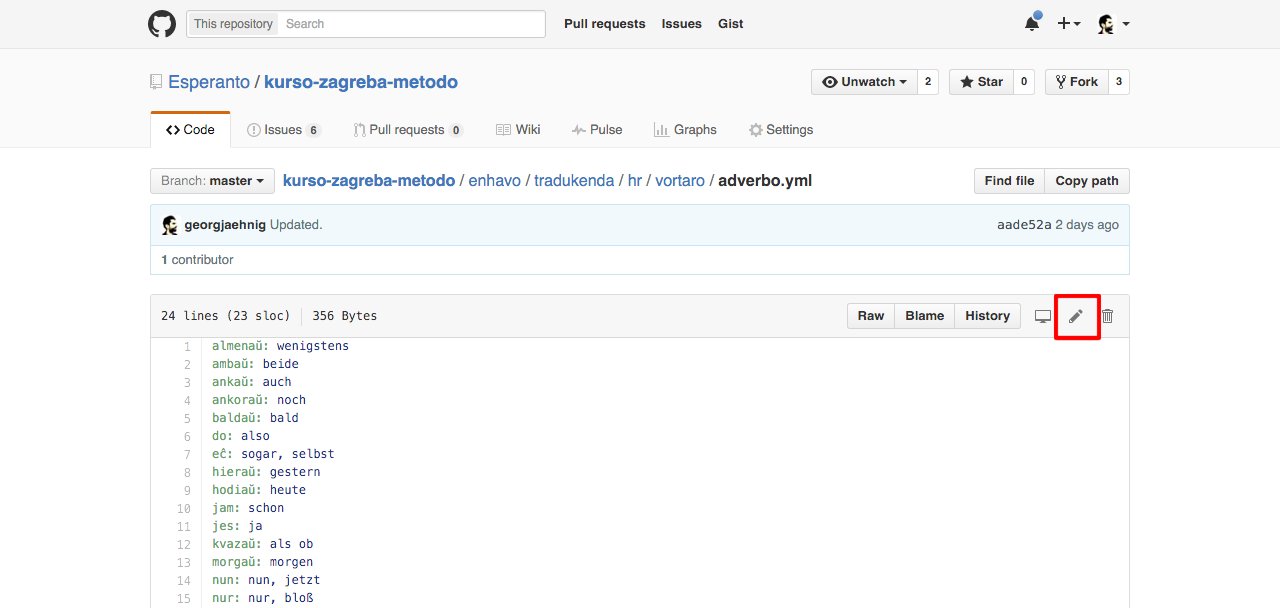 This repository Search Pull requests Issues Gist
Esperanto / kurso-zagreba-metodo Unwatch 2 Star 0 Fork 3
Code Issues 6 Pull requests 0 Wiki Pulse Graphs Settings
Branch: master kurso-zagreba-metodo / enhavo / tradukenda / hr / vortaro / adverbo.yml Find file Copy path
georgjaehnig Updated. aade52a 2 days ago
1 contributor
24 lines (23 sloc) 356 Bytes Raw Blame History
1 almenaŭ: wenigstens
2 ambaŭ: beide
3 ankaŭ: auch
4 ankoraŭ: noch
5 baldaŭ: bald
6 do: also
7 eĉ: sogar, selbst
8 hieraŭ: gestern
9 hodiaŭ: heute
10 jam: schon
11 jes: ja
12 kvazaŭ: als ob
13 morgaŭ: morgen
14 nun: nun, jetzt
15 nur: nur, bloß